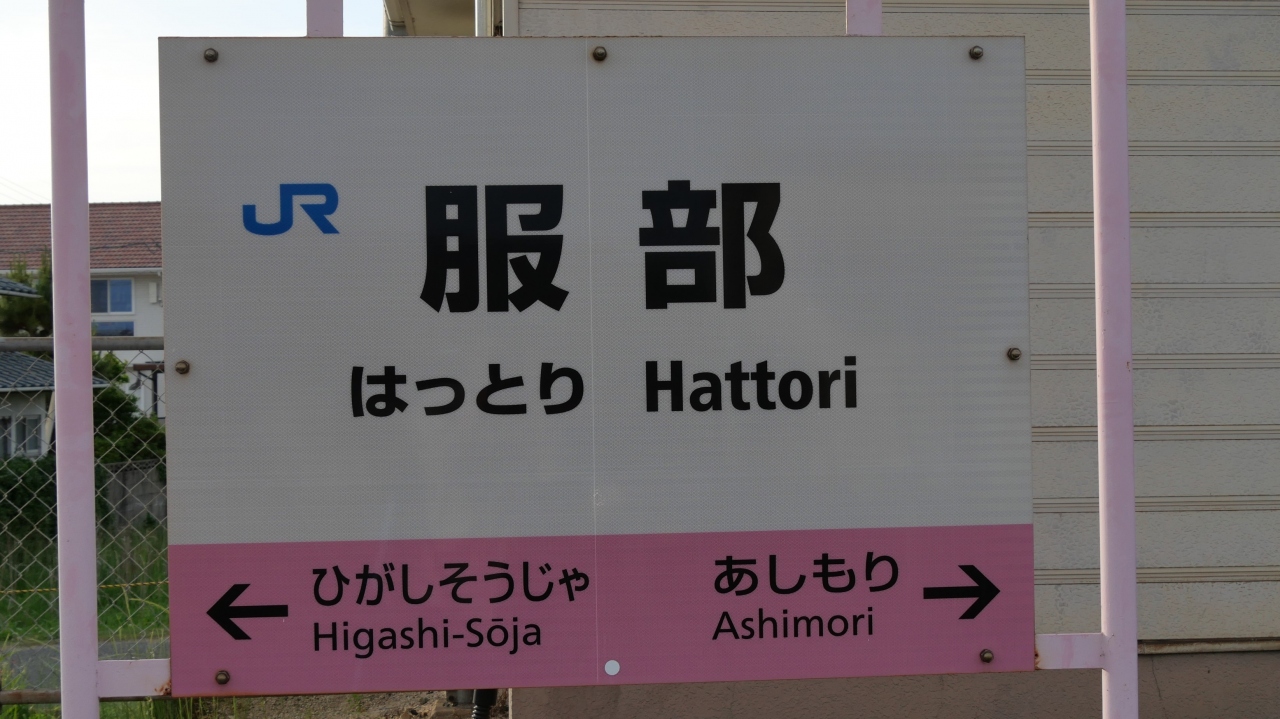 JR 服部
はっとり Hattori
← ひがしそうじゃ
Higashi-Sōja
あしもり →
Ashimori